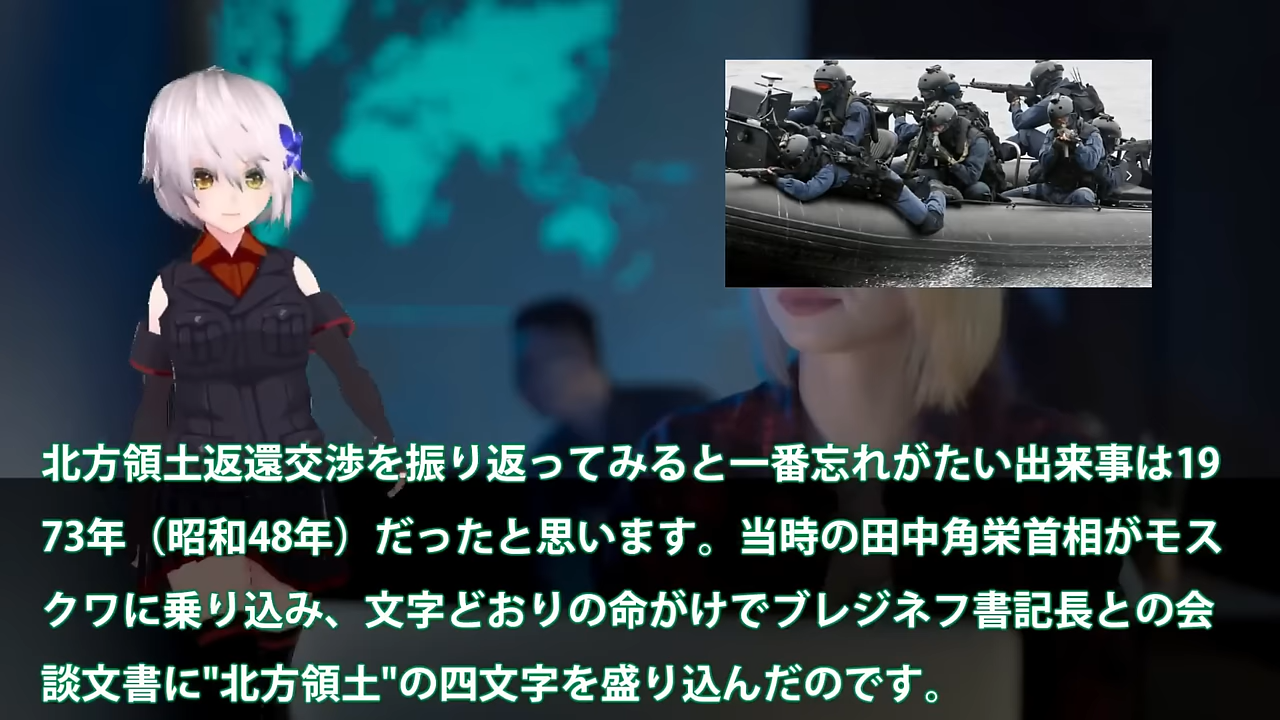 北方領土返還交渉を振り返ってみると一番忘れがたい出来事は19
73年（昭和48年）だったと思います。当時の田中角栄首相がモス
クワに乗り込み、文字どおりの命がけでブレジネフ書記長との会
談文書に"北方領土"の四文字を盛り込んだのです。